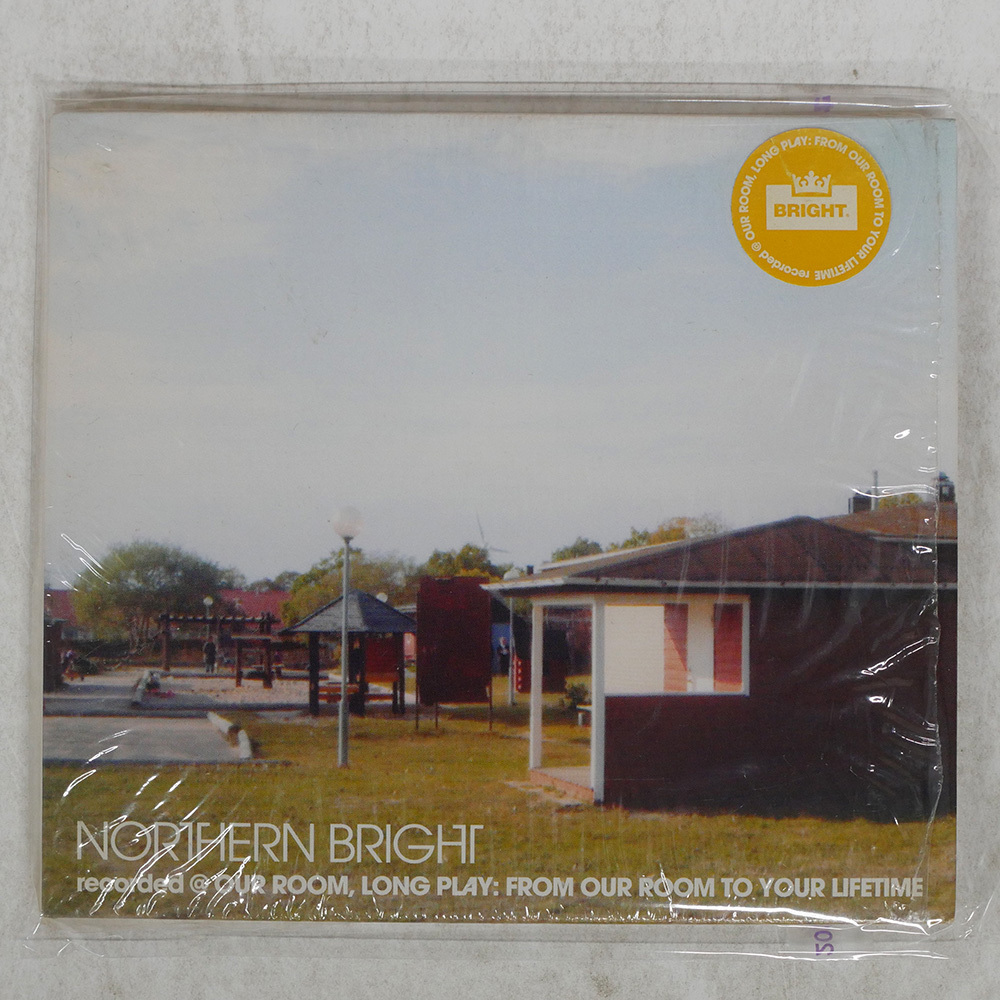 recorded @ OUR ROOM, LONG PLAY: FROM OUR ROOM TO YOUR LIFETIME
BRIGHT.
NORTHERN BRIGHT
recorded @ OUR ROOM, LONG PLAY: FROM OUR ROOM TO YOUR LIFETIME
50